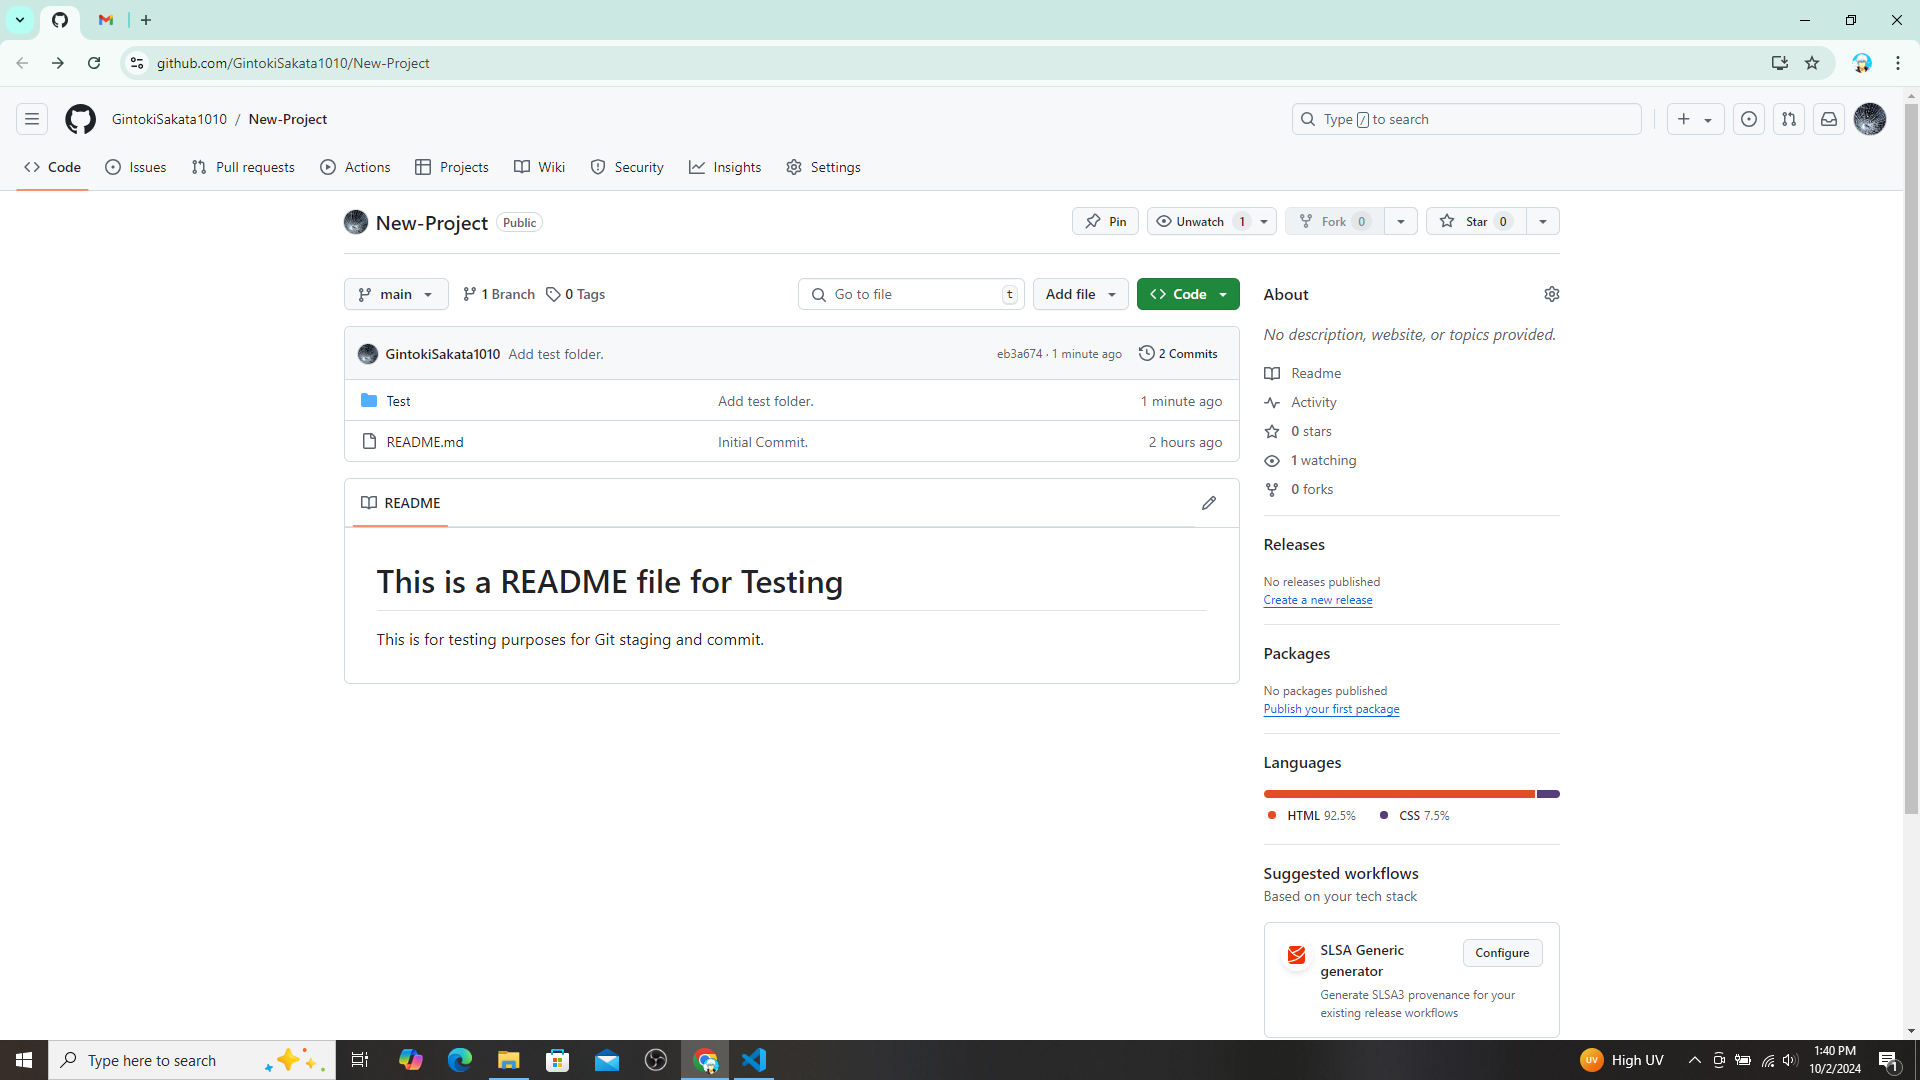 github.com/GintokiSakata1010/New-Project
GintokiSakata1010 / New-Project
Type / to search
Code Issues Pull requests Actions Projects Wiki Security Insights Settings
New-Project Public
Pin Unwatch 1 Fork 0 Star 0
main 1 Branch 0 Tags Go to file t Add file Code
GintokiSakata1010 Add test folder. eb3a674 · 1 minute ago 2 Commits
Test Add test folder. 1 minute ago
README.md Initial Commit. 2 hours ago
README
This is a README file for Testing
This is for testing purposes for Git staging and commit.
About
No description, website, or topics provided.
Readme
Activity
0 stars
1 watching
0 forks
Releases
No releases published
Create a new release
Packages
No packages published
Publish your first package
Languages
HTML 92.5% CSS 7.5%
Suggested workflows
Based on your tech stack
SLSA Generic
generator
Configure
Generate SLSA3 provenance for your
existing release workflows
Type here to search
UV High UV
1:40 PM
10/2/2024
1